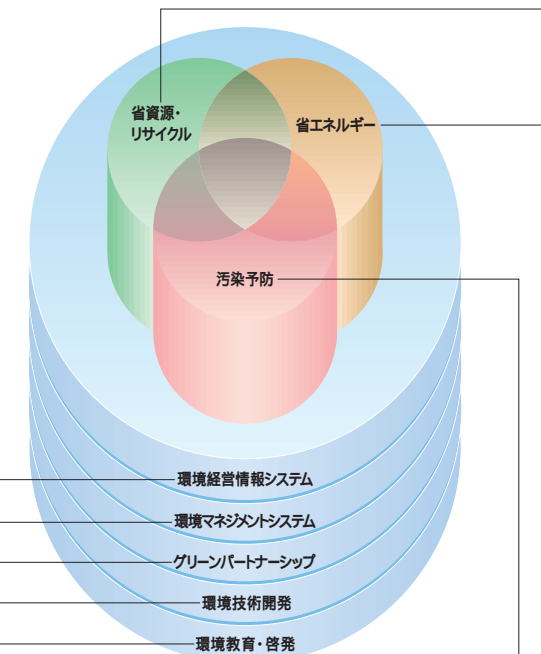 省資源・
リサイクル
省エネルギー
汚染予防
環境経営情報システム
環境マネジメントシステム
グリーンパートナーシップ
環境技術開発
環境教育・啓発